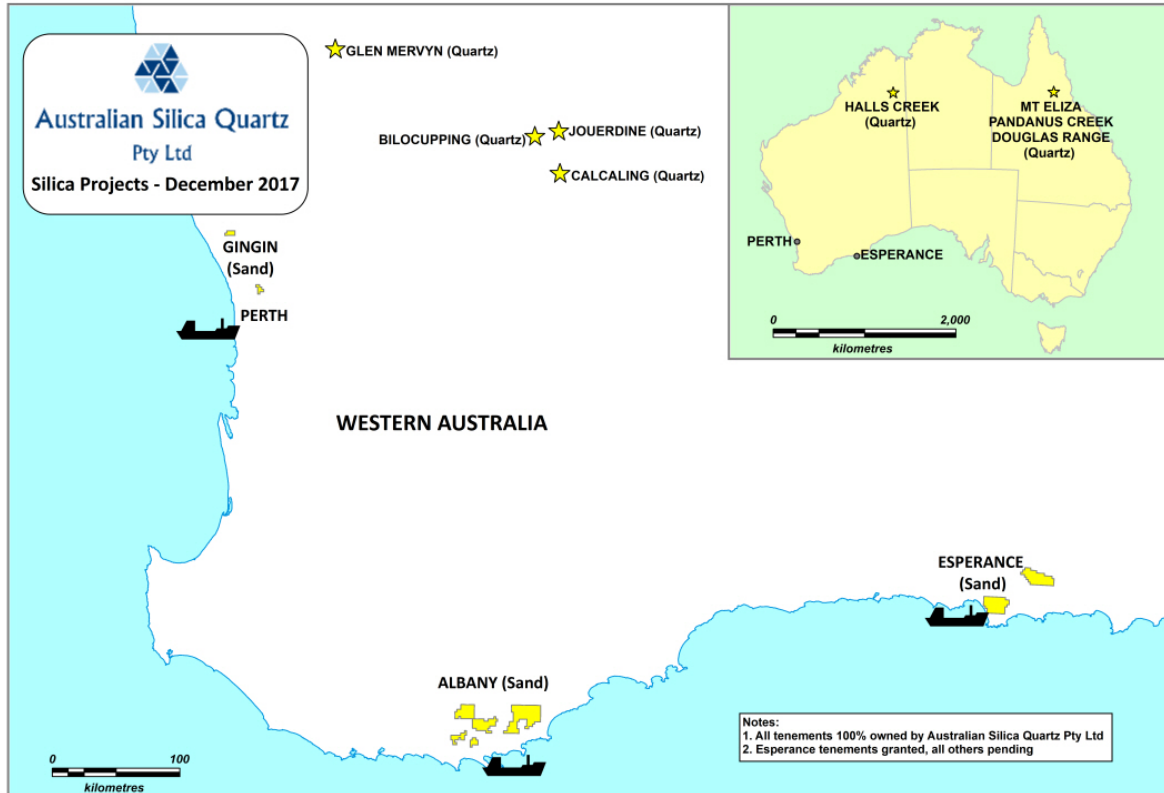 Australian Silica Quartz
Pty Ltd
Silica Projects - December 2017
GLEN MERVYN (Quartz)
BILOCUPPING (Quartz)
JOUERDINE (Quartz)
CALCALING (Quartz)
GINGIN
(Sand)
PERTH
WESTERN AUSTRALIA
ESPERANCE
(Sand)
ALBANY (Sand)
0 100
kilometres
Notes:
1. All tenements 100% owned by Australian Silica Quartz Pty Ltd
2. Esperance tenements granted, all others pending
HALLS CREEK
(Quartz)
MT ELIZA
PANDANUS CREEK
DOUGLAS RANGE
(Quartz)
PERTH
ESPERANCE
0 2,000
kilometres